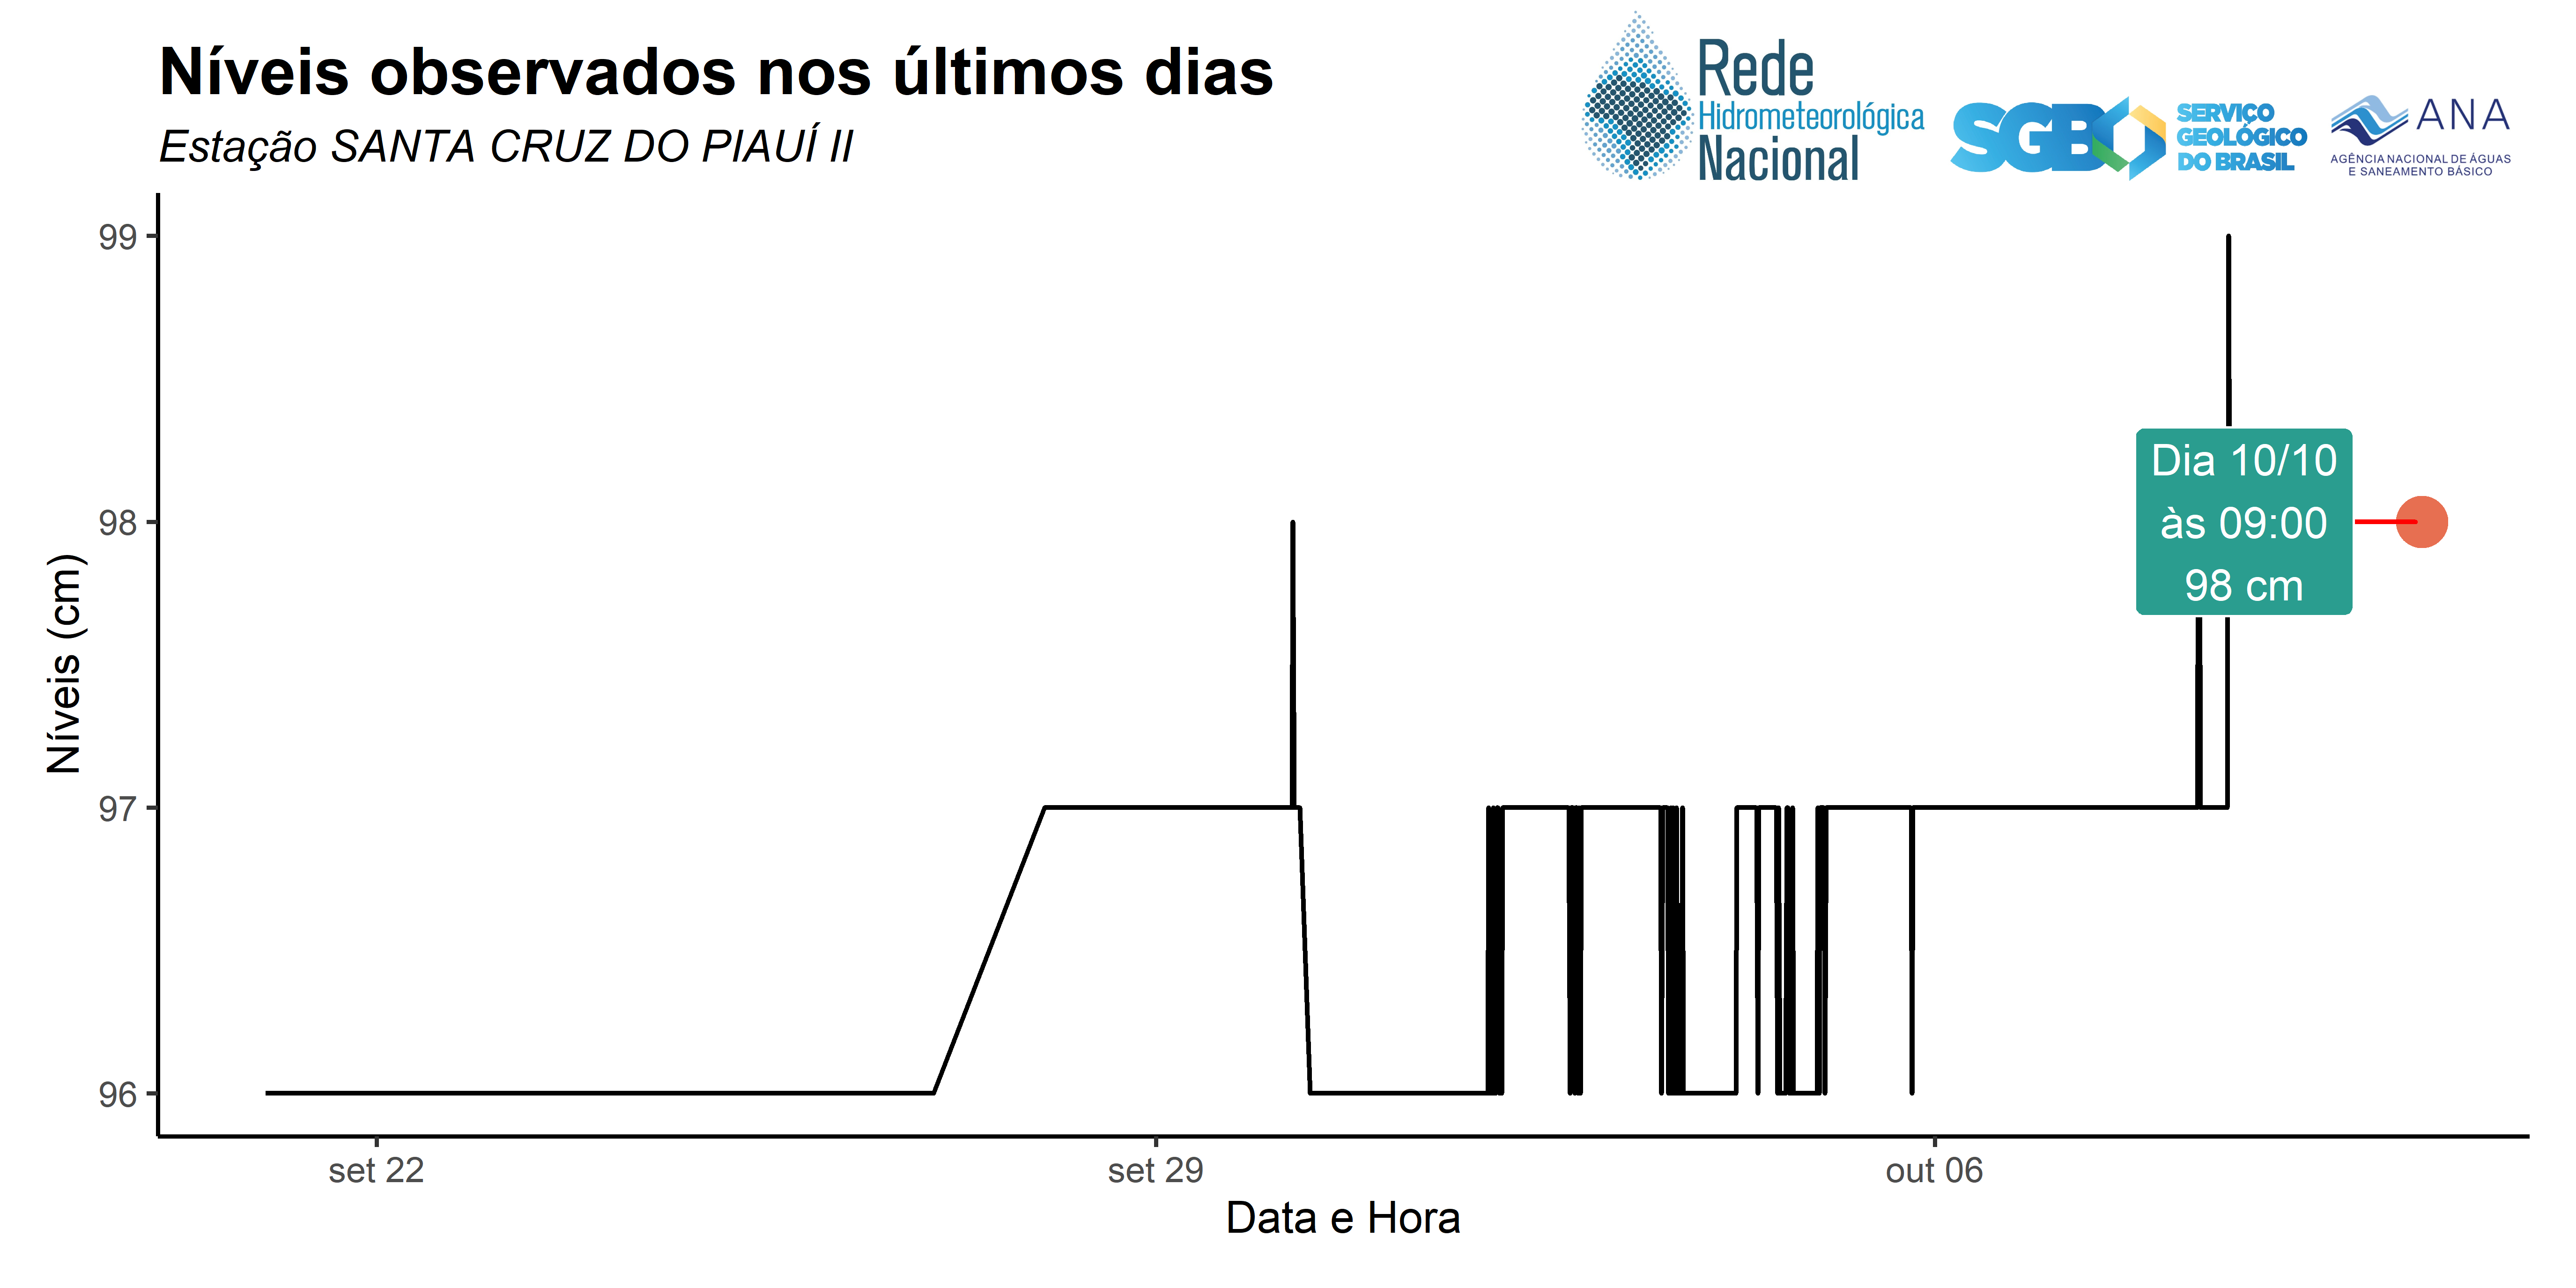 Níveis observados nos últimos dias
Estação SANTA CRUZ DO PIAUÍ II
Rede
Hidrometeorológica
Nacional
SGB
SERVIÇO
GEOLÓGICO
DO BRASIL
ANA
AGÊNCIA NACIONAL DE ÁGUAS
E SANEAMENTO BÁSICO
99
98
97
96
Níveis (cm)
Dia 10/10
às 09:00
98 cm
set 22
set 29
out 06
Data e Hora